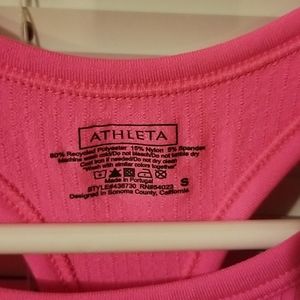 ATHLETA
80% Recycled Polyester 15% Nylon 5% Spandex
Machine wash cold/Do not bleach/Do not tumble dry
Cool iron if needed/Do not dry clean
Machine wash with similar colors
Made in Portugal
S
STYLE#436730 RN#54023
Designed in Sonoma County, California